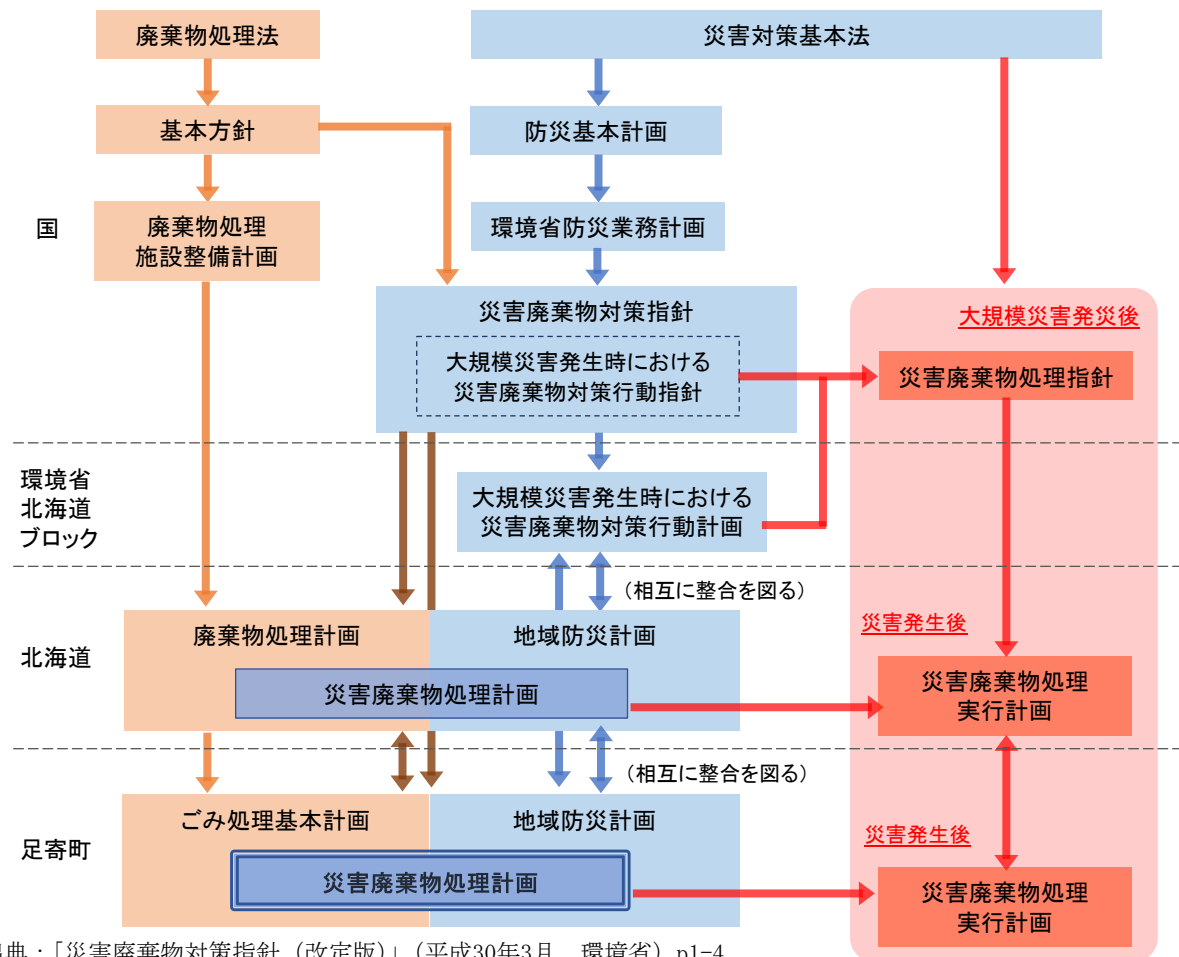 廃棄物処理法
災害対策基本法
基本方針
防災基本計画
国
廃棄物処理
施設整備計画
環境省防災業務計画
災害廃棄物対策指針
大規模災害発生時における
災害廃棄物対策行動指針
大規模災害発災後
災害廃棄物処理指針
環境省
北海道
ブロック
大規模災害発生時における
災害廃棄物対策行動計画
(相互に整合を図る)
北海道
廃棄物処理計画
地域防災計画
災害廃棄物処理計画
災害発生後
災害廃棄物処理
実行計画
(相互に整合を図る)
足寄町
ごみ処理基本計画
地域防災計画
災害廃棄物処理計画
災害発生後
災害廃棄物処理
実行計画
典:「災害廃棄物対策指針(改定版)」(平成30年3月 環境省)p1-4